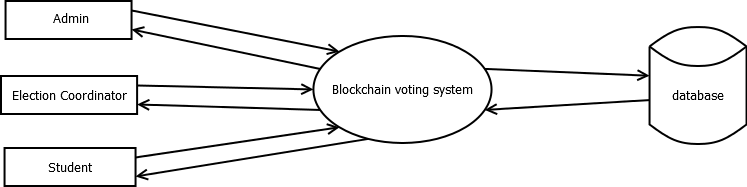 Admin
Election Coordinator
Blockchain voting system
database
Student